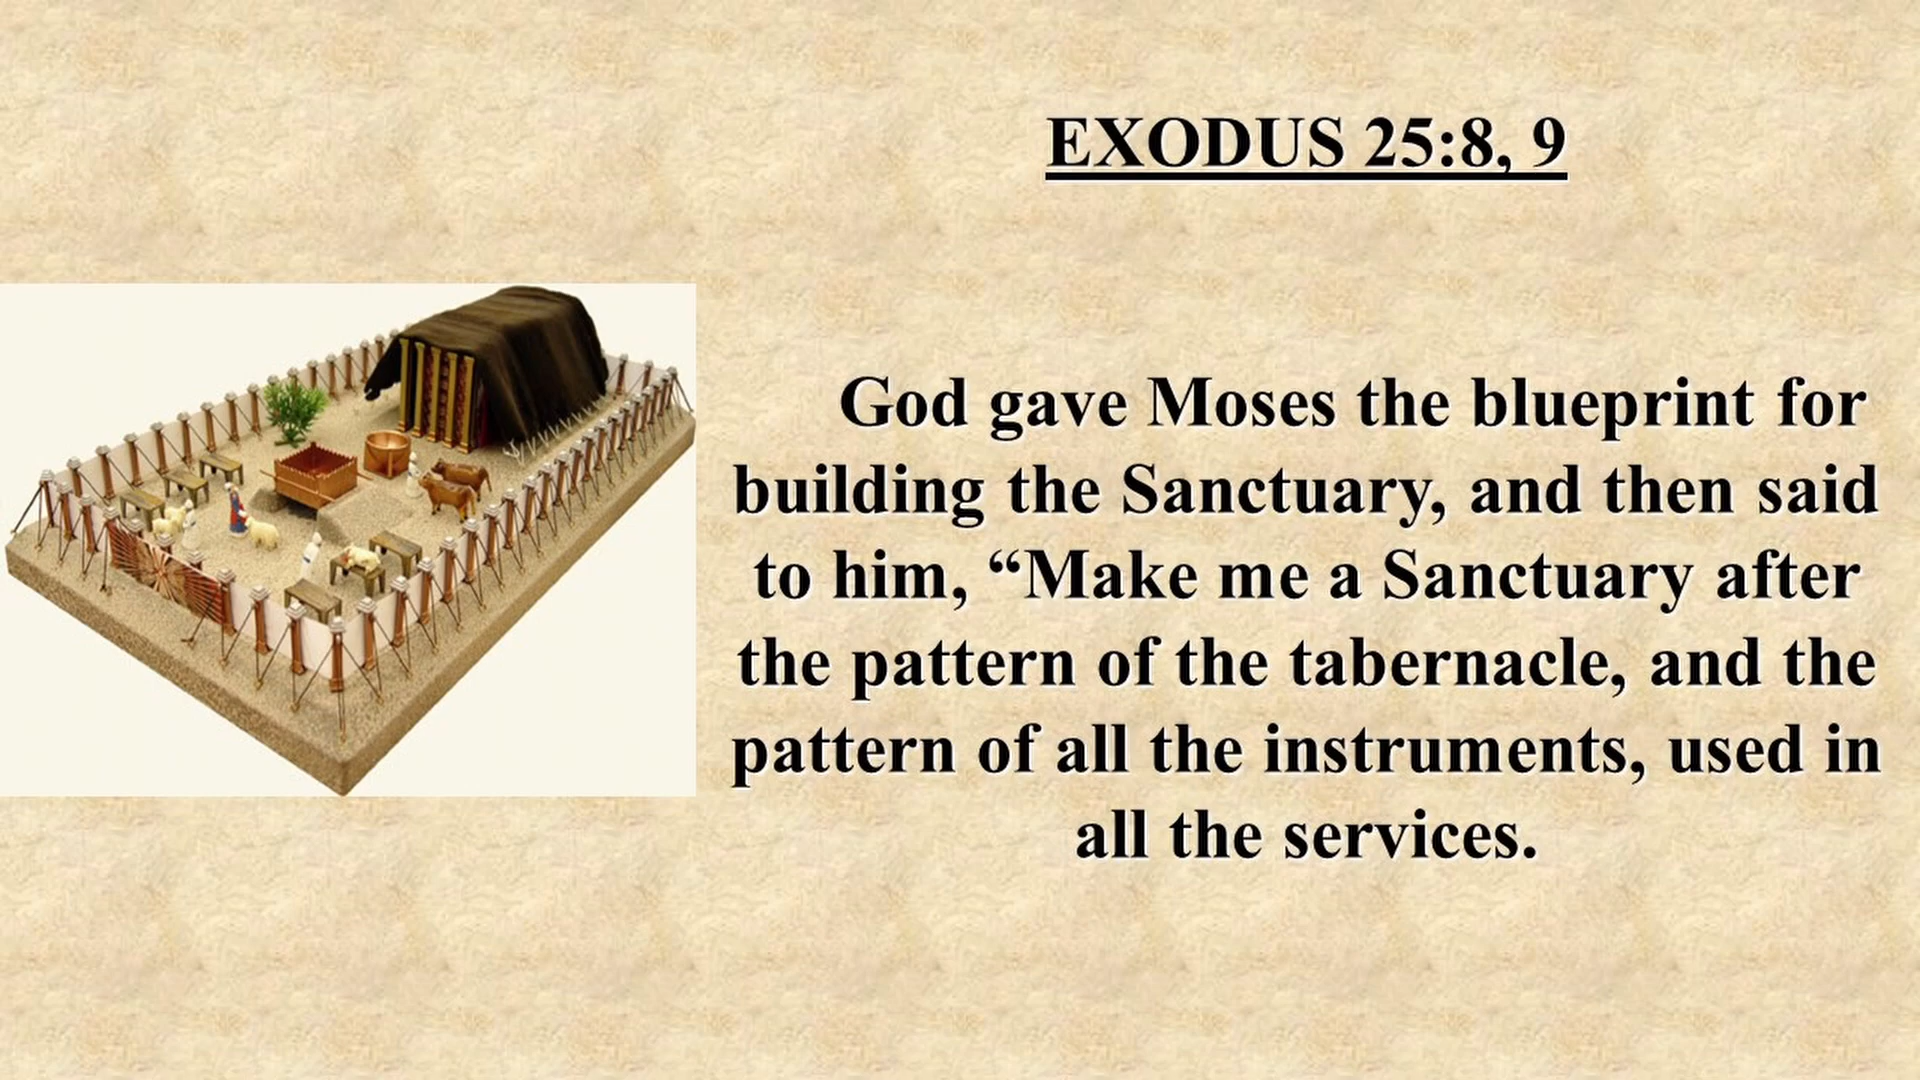 EXODUS 25:8, 9
God gave Moses the blueprint for
building the Sanctuary, and then said
to him, “Make me a Sanctuary after
the pattern of the tabernacle, and the
pattern of all the instruments, used in
all the services.